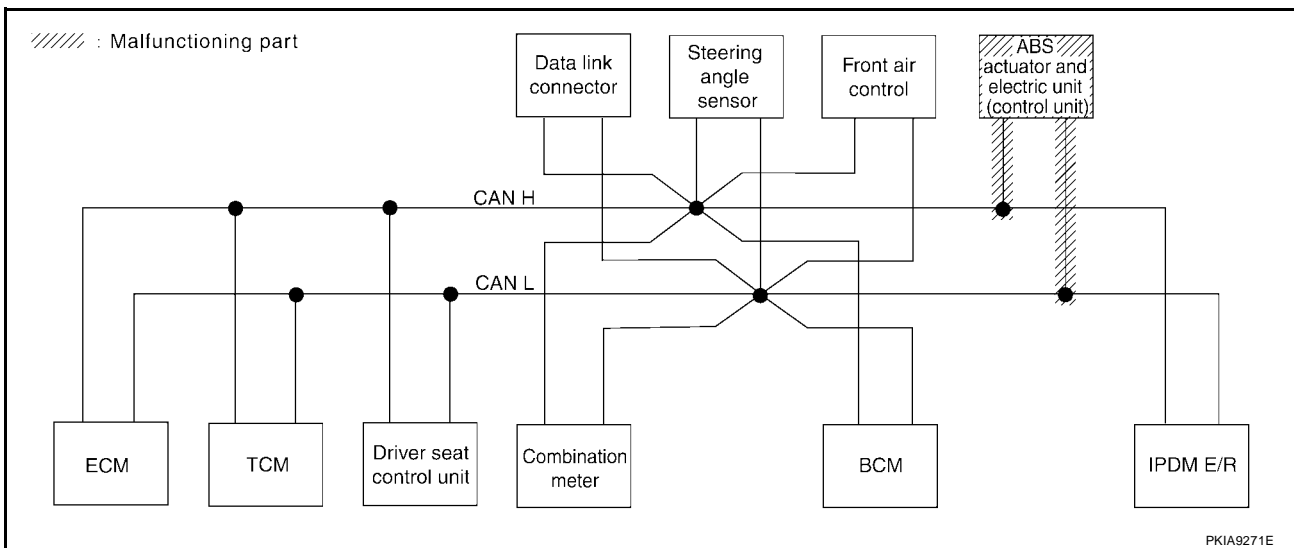 : Malfunctioning part
Data link
connector
Steering
angle
sensor
Front air
control
ABS
actuator and
electric unit
(control unit)
CAN H
CAN L
ECM
TCM
Driver seat
control unit
Combination
meter
BCM
IPDM E/R
PKIA9271E